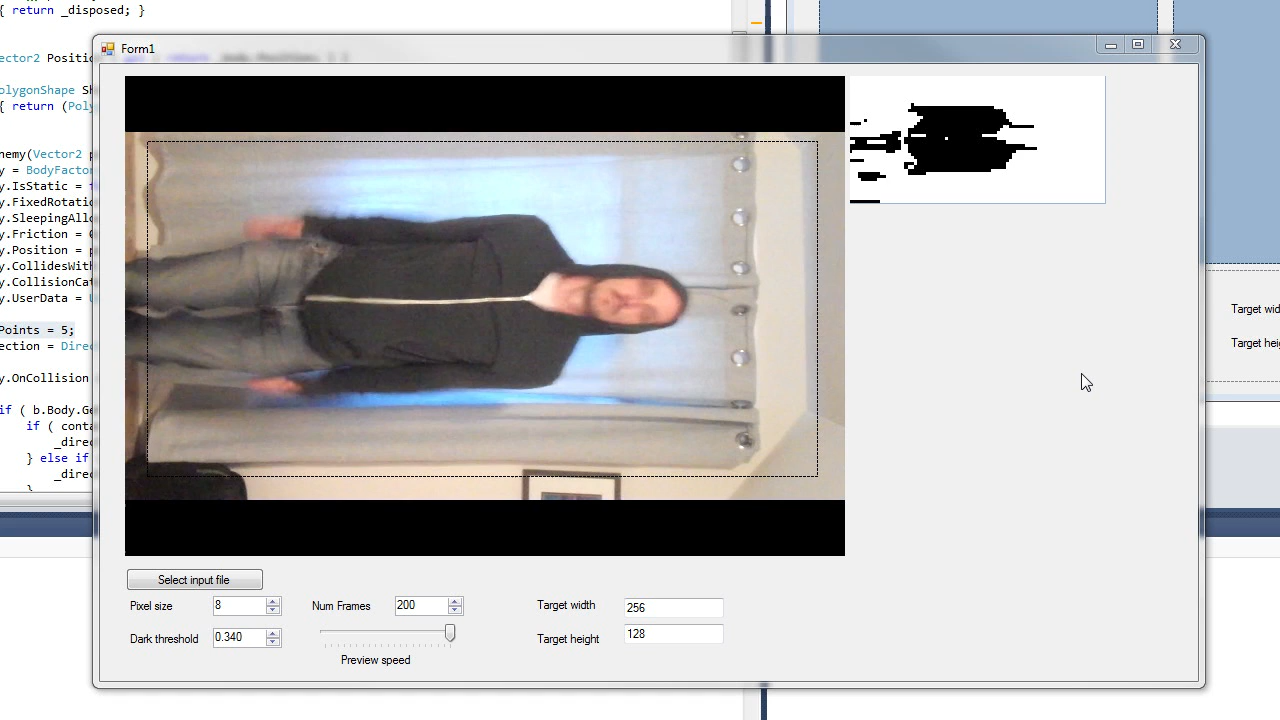 { return _disposed; }
Form1
ector2 Positio
olygonShape Sh
{ return (Poly
nemy(Vector2 p
y = BodyFactor
y.IsStatic =
y.FixedRotatio
y.SleepingAllo
y.Friction = 0
y.Position = p
y.CollidesWith
y.CollisionCat
y.UserData =
Points = 5;
ection = Direc
y.OnCollision
if ( b.Body.Ge
if ( conta
_direc
} else if
_direc
}
Target wid
Target heig
Select input file
Pixel size
8
Num Frames
200
Target width
256
Dark threshold
0.340
Target height
128
Preview speed